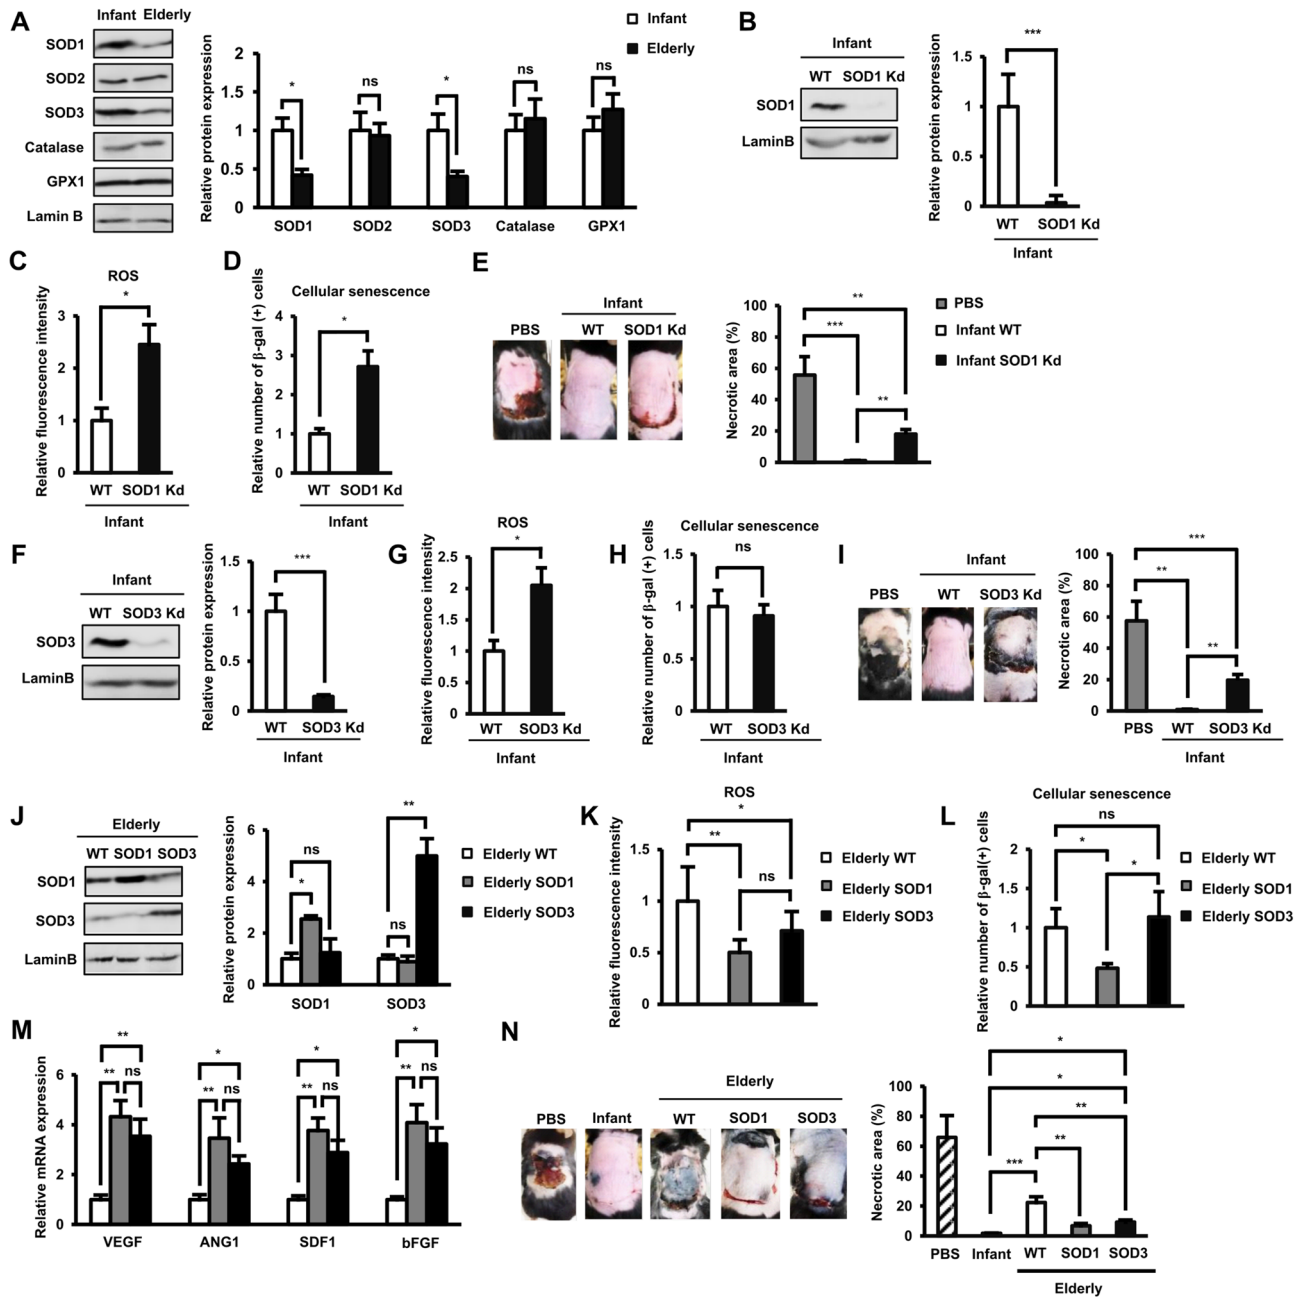 A
Infant Elderly
SOD1
SOD2
SOD3
Catalase
GPX1
Lamin B
Relative protein expression
2
1.5
1
0.5
0
* ns * ns ns
SOD1 SOD2 SOD3 Catalase GPX1
Infant
Elderly
B
Infant
WT SOD1 Kd
SOD1
LaminB
Relative protein expression
1.5
1
0.5
0
***
WT SOD1 Kd
Infant
C
ROS
Relative fluorescence intensity
3
2
1
0
*
WT SOD1 Kd
Infant
D
Cellular senescence
Relative number of β-gal (+) cells
4
3
2
1
0
*
WT SOD1 Kd
Infant
E
Infant
PBS WT SOD1 Kd
Necrotic area (%)
100
80
60
40
20
0
**
***
**
PBS
Infant WT
Infant SOD1 Kd
F
Infant
WT SOD3 Kd
SOD3
LaminB
Relative protein expression
1.5
1
0.5
0
***
WT SOD3 Kd
Infant
G
ROS
Relative fluorescence intensity
2.5
2
1.5
1
0.5
0
*
WT SOD3 Kd
Infant
H
Cellular senescence
Relative number of β-gal (+) cells
1.5
1
0.5
0
ns
WT SOD3 Kd
Infant
I
Infant
PBS WT SOD3 Kd
Necrotic area (%)
100
80
60
40
20
0
***
**
**
PBS WT SOD3 Kd
Infant
J
Elderly
WT SOD1 SOD3
SOD1
SOD3
LaminB
Relative protein expression
6
4
2
0
ns
*
**
ns
SOD1 SOD3
Elderly WT
Elderly SOD1
Elderly SOD3
K
ROS
Relative fluorescence intensity
1.5
1
0.5
0
*
**
ns
Elderly WT
Elderly SOD1
Elderly SOD3
L
Cellular senescence
Relative number of β-gal(+) cells
2
1.5
1
0.5
0
ns
*
*
Elderly WT
Elderly SOD1
Elderly SOD3
M
Relative mRNA expression
6
4
2
0
**
** ns
*
** ns
*
** ns
*
** ns
VEGF ANG1 SDF1 bFGF
N
Elderly
PBS Infant WT SOD1 SOD3
Necrotic area (%)
100
80
60
40
20
0
*
*
**
**
***
PBS Infant WT SOD1 SOD3
Elderly